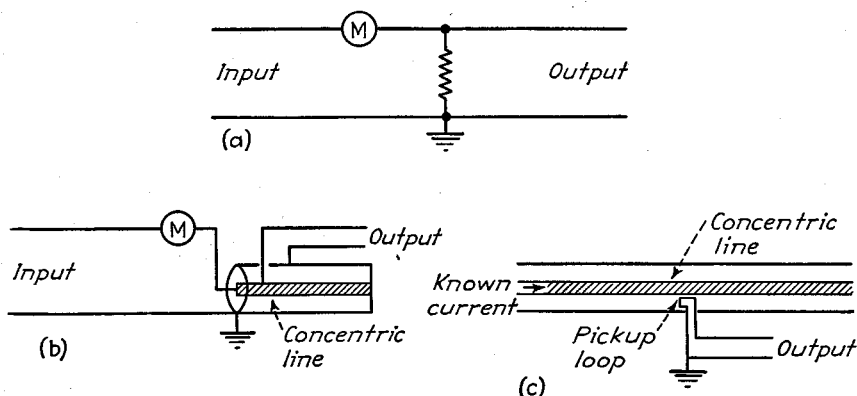 M
Input
Output
(a)
M
Output
Input
Concentric
line
(b)
Concentric
line
Known
current
Pickup
loop
Output
(c)